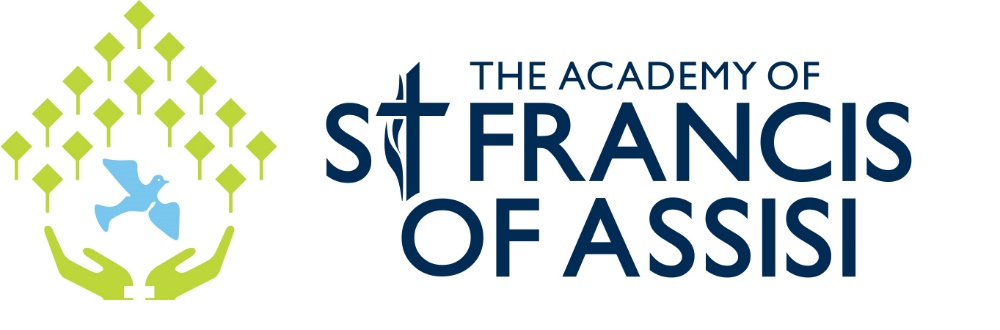 THE ACADEMY OF
St FRANCIS
OF ASSISI